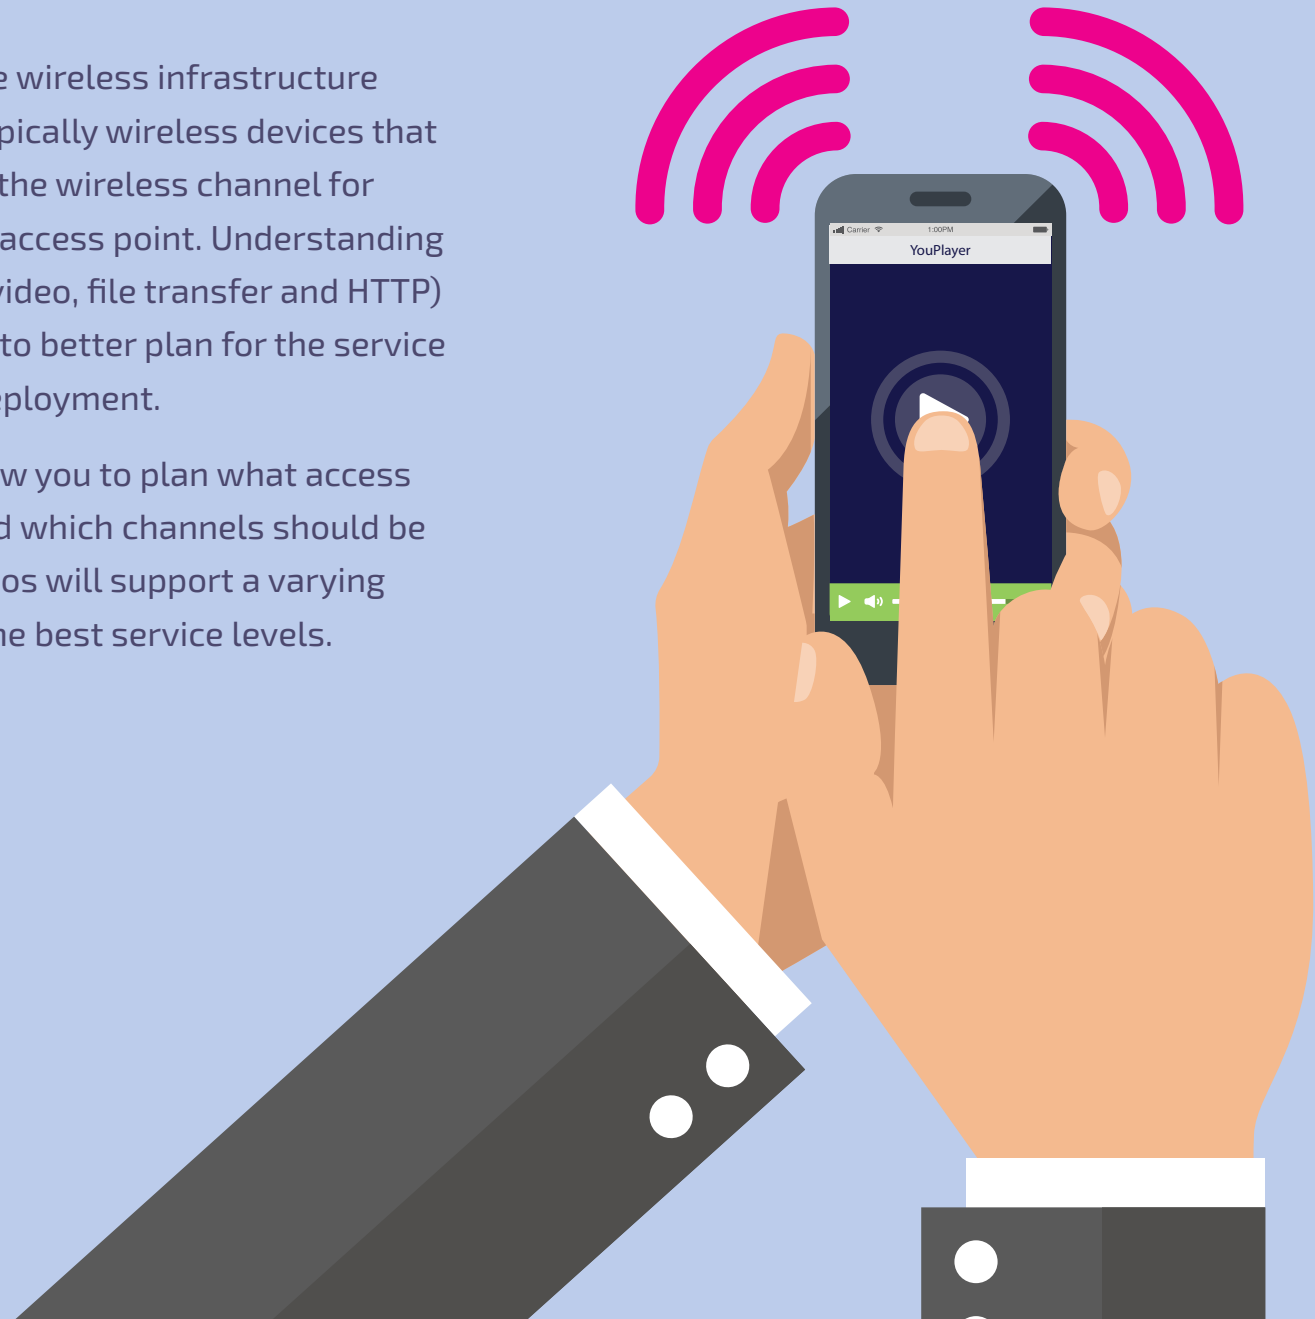 e wireless infrastructure
pically wireless devices that
the wireless channel for
access point. Understanding
video, file transfer and HTTP)
to better plan for the service
eployment.
w you to plan what access
d which channels should be
os will support a varying
he best service levels.
Carrier 1:00PM
YouPlayer